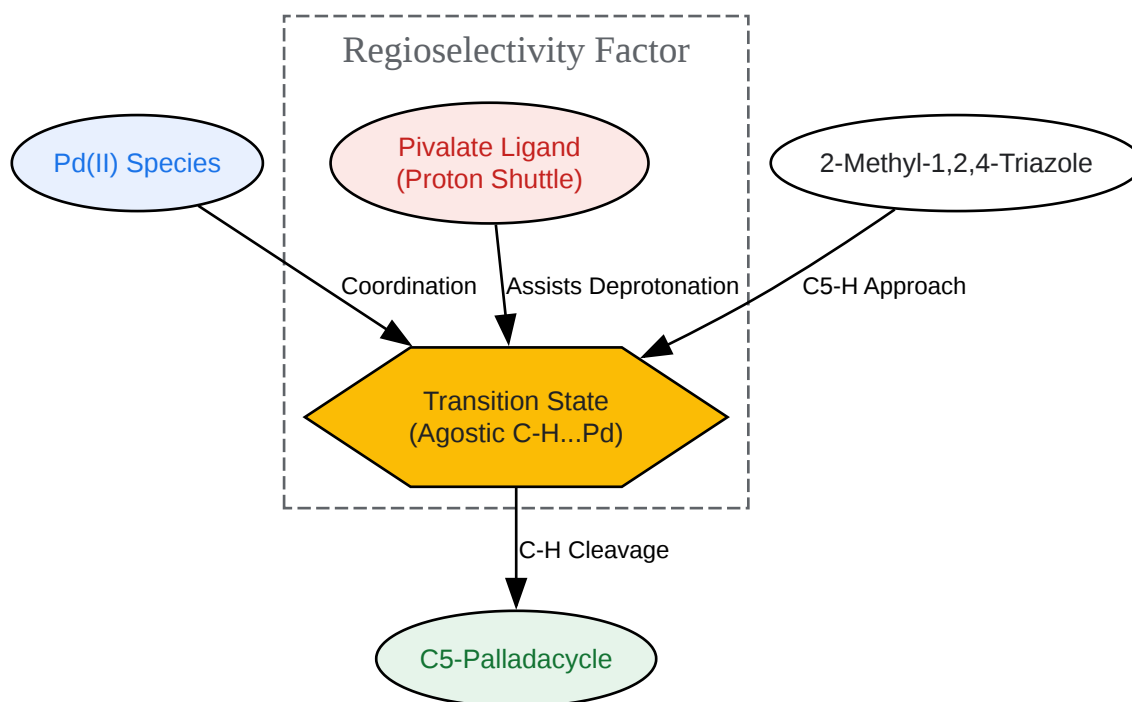 Regioselectivity Factor
Pd(II) Species
Pivalate Ligand
(Proton Shuttle)
2-Methyl-1,2,4-Triazole
Coordination
Assists Deprotonation
C5-H Approach
Transition State
(Agostic C-H...Pd)
C-H Cleavage
C5-Palladacycle